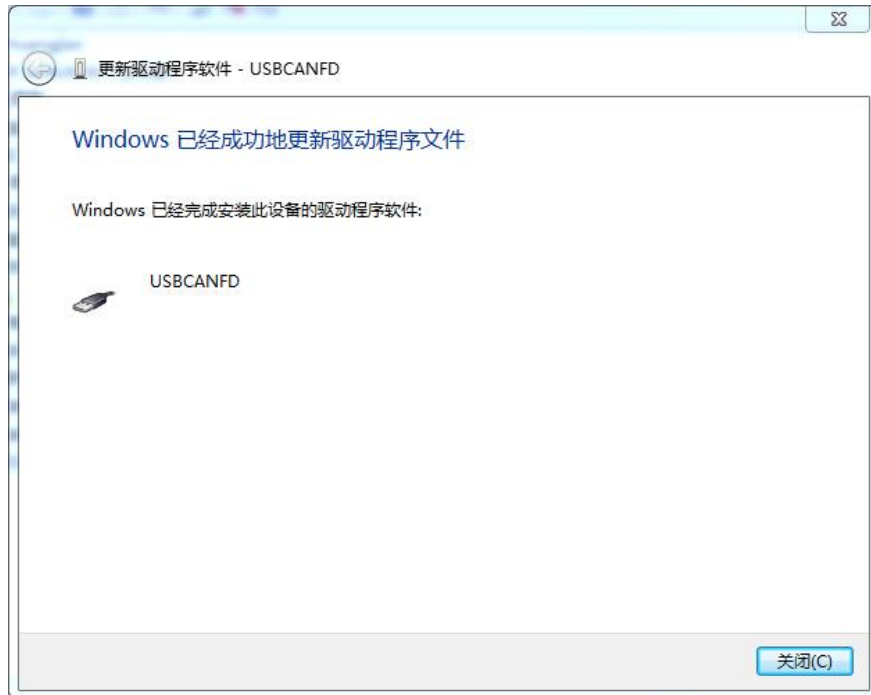 更新驱动程序软件 - USBCANFD
Windows 已经成功地更新驱动程序文件
Windows 已经完成安装此设备的驱动程序软件:
USBCANFD
关闭(C)